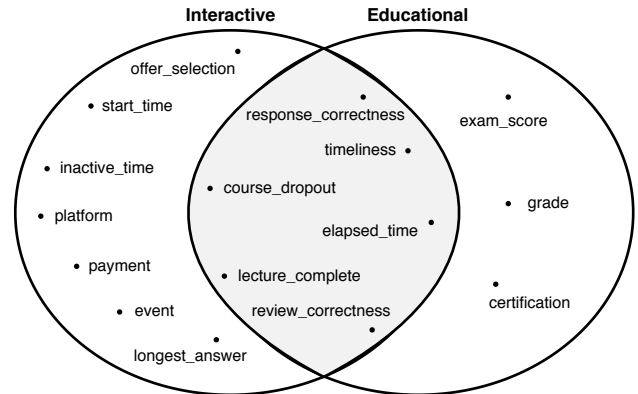 Interactive
Educational
offer_selection
start_time
inactive_time
platform
payment
event
longest_answer
response_correctness
timeliness
course_dropout
elapsed_time
lecture_complete
review_correctness
exam_score
grade
certification